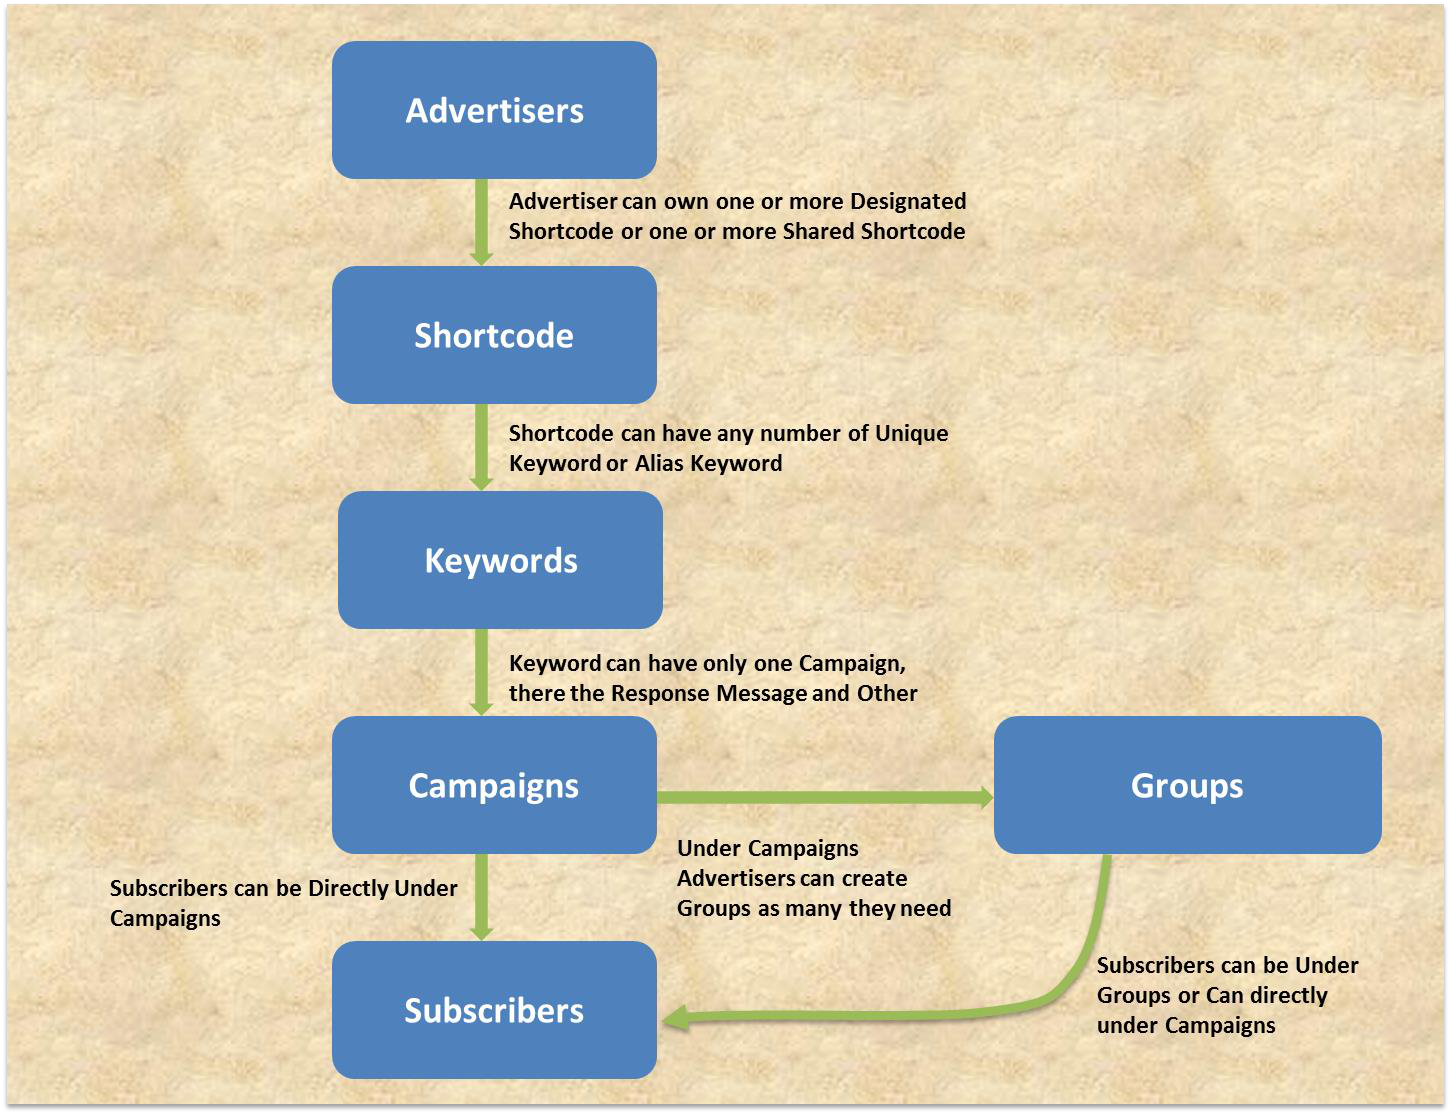 Advertisers
Advertiser can own one or more Designated
Shortcode or one or more Shared Shortcode
Shortcode
Shortcode can have any number of Unique
Keyword or Alias Keyword
Keywords
Keyword can have only one Campaign,
there the Response Message and Other
Campaigns
Groups
Under Campaigns
Advertisers can create
Groups as many they need
Subscribers can be Directly Under
Campaigns
Subscribers can be Under
Groups or Can directly
under Campaigns
Subscribers